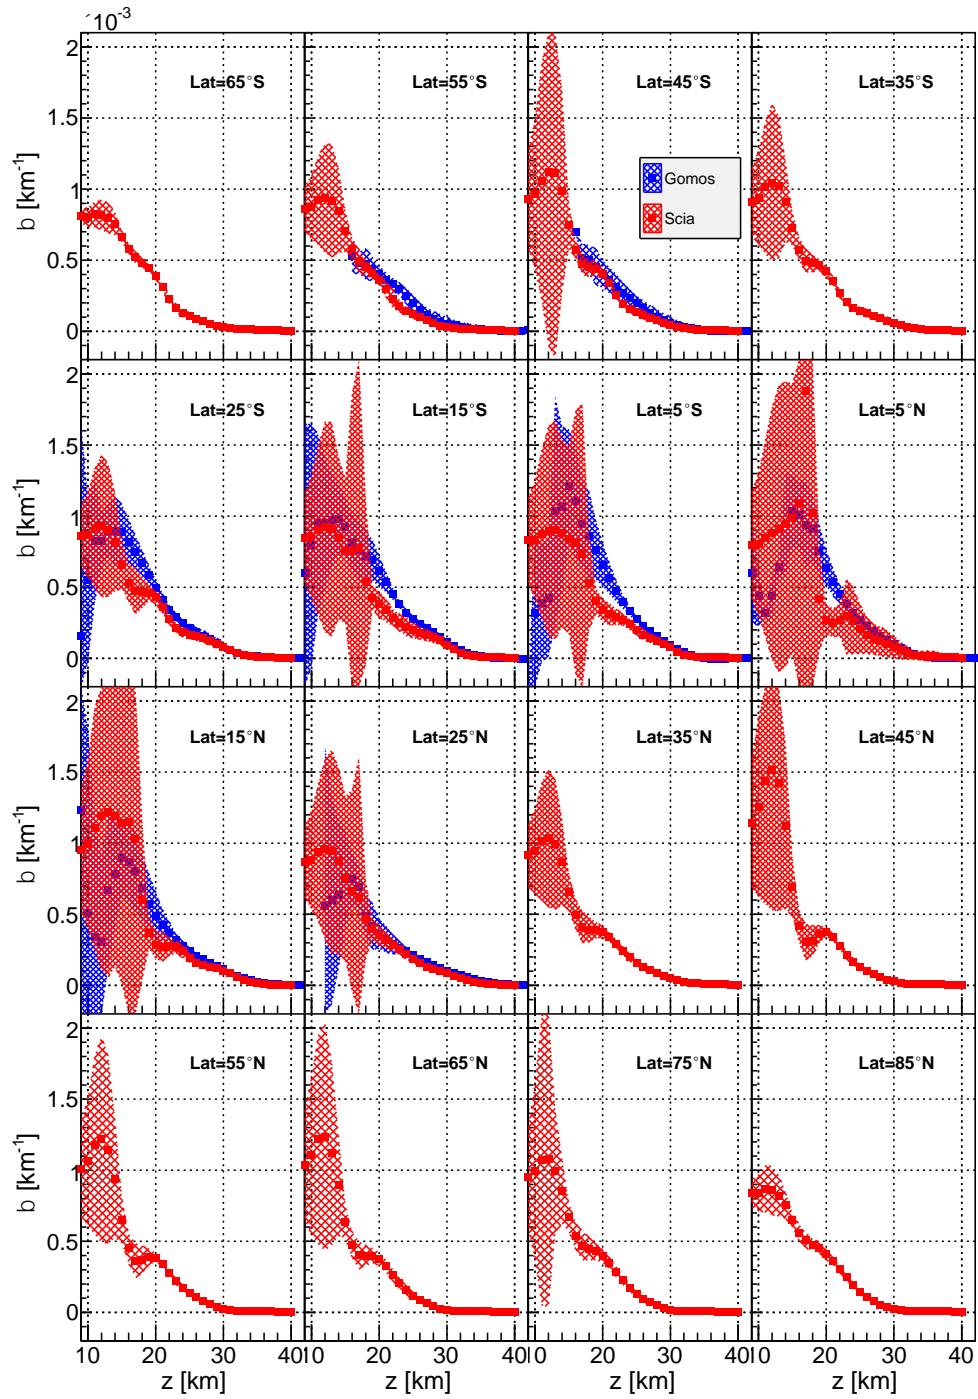 ´10⁻³
2
1.5
1
0.5
0
b [km⁻¹]
Lat=65°S
Lat=55°S
Lat=45°S
Lat=35°S
Gomos
Scia
2
1.5
1
0.5
0
b [km⁻¹]
Lat=25°S
Lat=15°S
Lat=5°S
Lat=5°N
2
1.5
1
0.5
0
b [km⁻¹]
Lat=15°N
Lat=25°N
Lat=35°N
Lat=45°N
2
1.5
1
0.5
0
b [km⁻¹]
Lat=55°N
Lat=65°N
Lat=75°N
Lat=85°N
10 20 30 40 10 20 30 40 10 20 30 40 10 20 30 40
z [km] z [km] z [km] z [km]